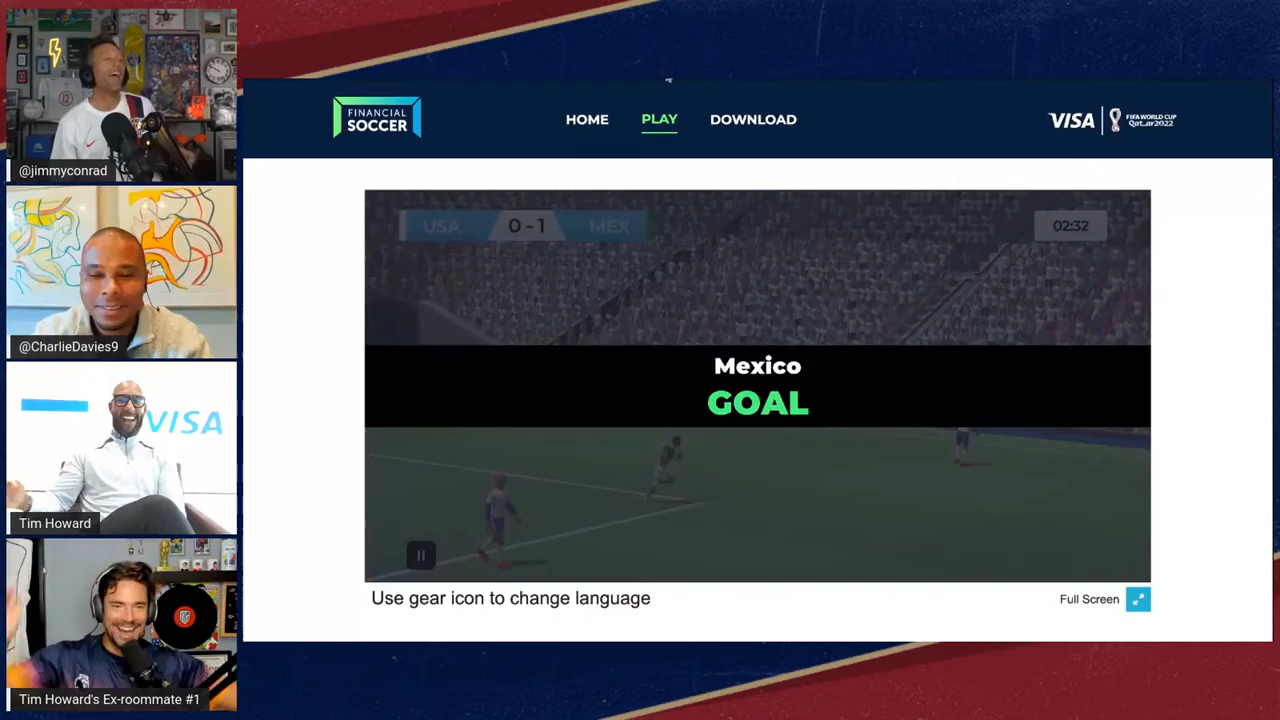 @jimmyconrad
@CharlieDavies9
VISA
Tim Howard
Tim Howard's Ex-roommate #1
FINANCIAL
SOCCER
HOME PLAY DOWNLOAD
VISA FIFA WORLD CUP
Qatar2022
USA 0 - 1 MEX
02:32
Mexico
GOAL
Use gear icon to change language
Full Screen